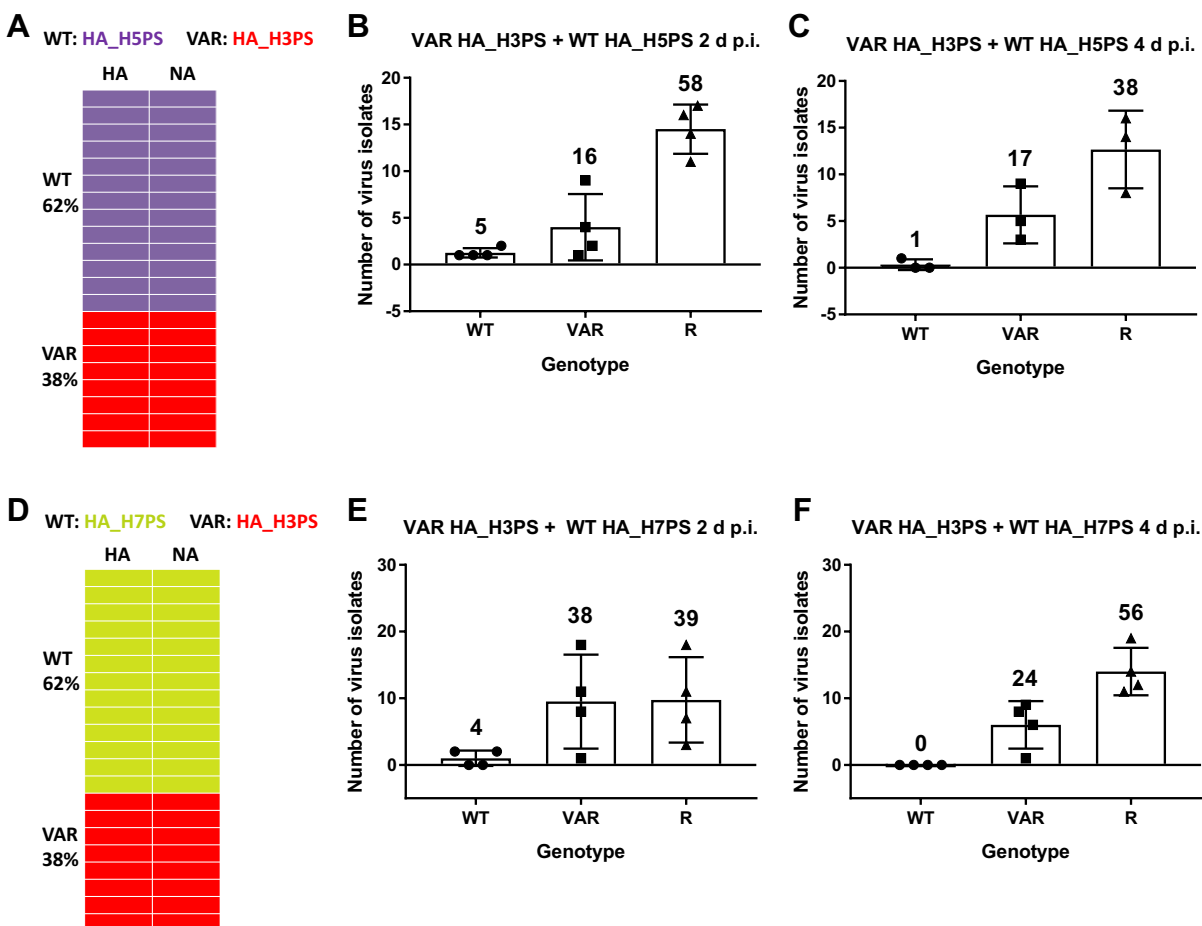 A
WT: HA_H5PS VAR: HA_H3PS
HA NA
WT
62%
VAR
38%
B
VAR HA_H3PS + WT HA_H5PS 2 d p.i.
Number of virus isolates
20
15
10
5
0
-5
5
16
58
WT VAR R
Genotype
C
VAR HA_H3PS + WT HA_H5PS 4 d p.i.
Number of virus isolates
20
15
10
5
0
-5
1
17
38
WT VAR R
Genotype
D
WT: HA_H7PS VAR: HA_H3PS
HA NA
WT
62%
VAR
38%
E
VAR HA_H3PS + WT HA_H7PS 2 d p.i.
Number of virus isolates
30
20
10
0
4
38
39
WT VAR R
Genotype
F
VAR HA_H3PS + WT HA_H7PS 4 d p.i.
Number of virus isolates
30
20
10
0
0
24
56
WT VAR R
Genotype